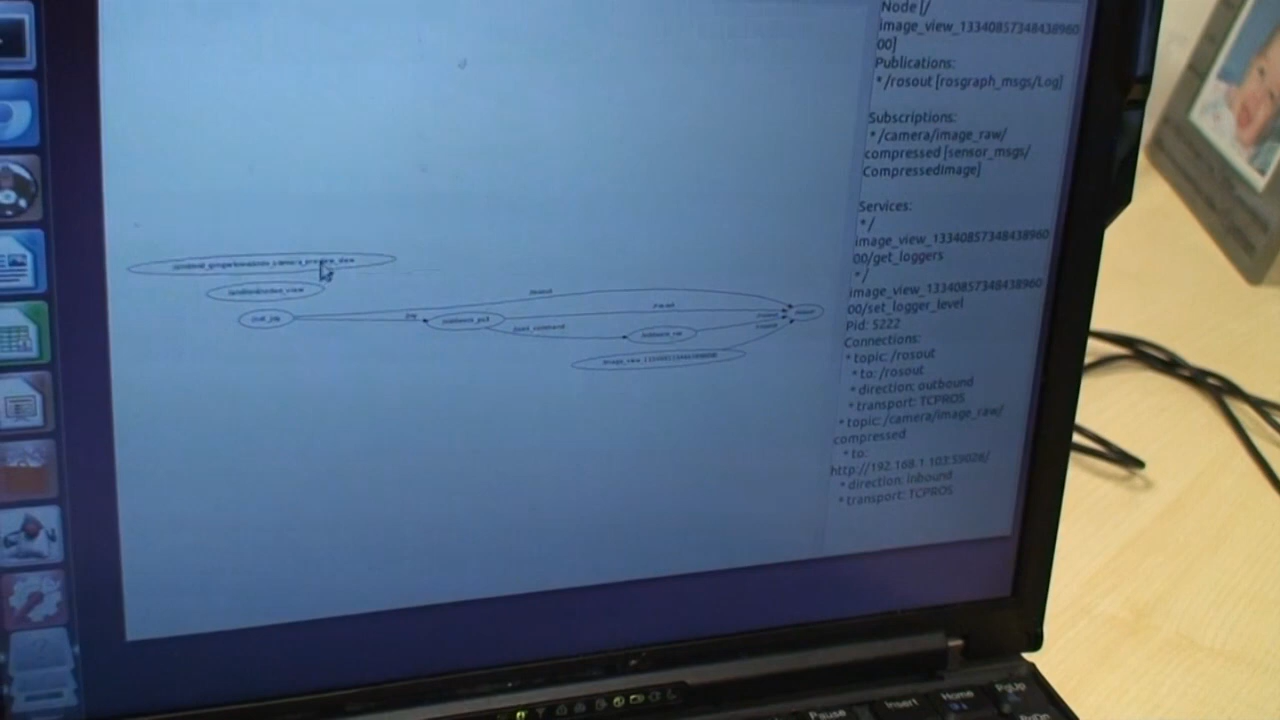 Node [/
image_view_13340857348438960
00]
Publications:
* /rosout [rosgraph_msgs/Log]
Subscriptions:
* /camera/image_raw/
compressed [sensor_msgs/
CompressedImage]
Services:
* /
image_view_13340857348438960
00/get_loggers
* /
image_view_13340857348438960
00/set_logger_level
Pid: 5222
Connections:
* topic: /rosout
* to: /rosout
* direction: outbound
* transport: TCPROS
* topic: /camera/image_raw/
compressed
* to:
http://192.168.1.103:59028/
* direction: inbound
* transport: TCPROS
Pause
Insert
Home
PgUp
PgDn